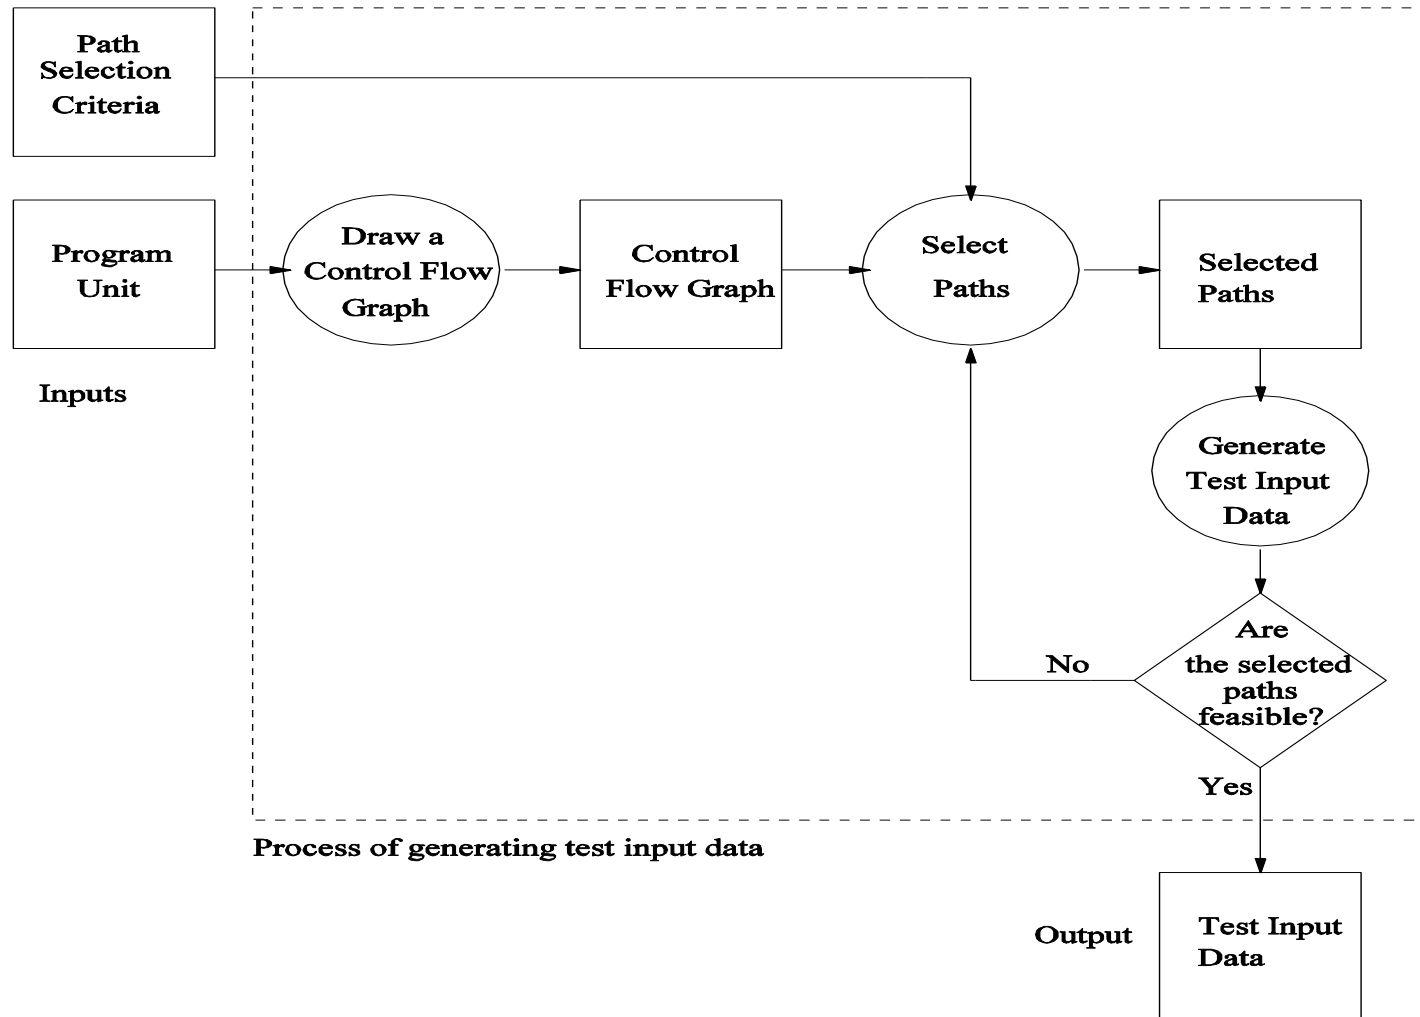 Path
Selection
Criteria
Program
Unit
Inputs
Draw a
Control Flow
Graph
Control
Flow Graph
Select
Paths
Selected
Paths
Generate
Test Input
Data
Are
the selected
paths
feasible?
No
Yes
Process of generating test input data
Output
Test Input
Data